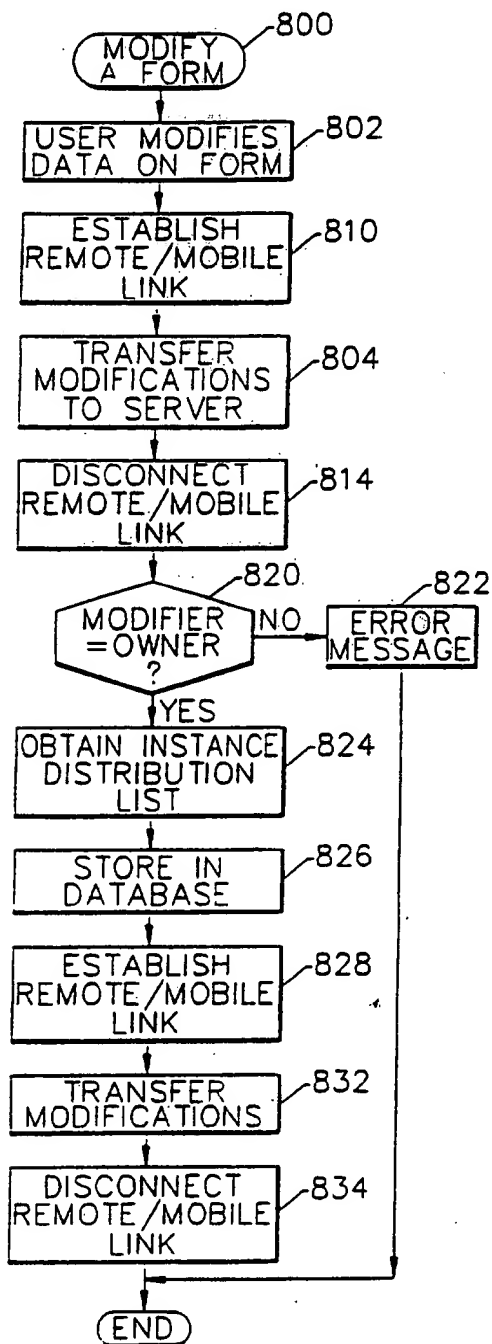 MODIFY
A FORM
800
USER MODIFIES
DATA ON FORM
802
ESTABLISH
REMOTE/MOBILE
LINK
810
TRANSFER
MODIFICATIONS
TO SERVER
804
DISCONNECT
REMOTE/MOBILE
LINK
814
MODIFIER
=OWNER
?
820
NO
ERROR
MESSAGE
822
YES
OBTAIN INSTANCE
DISTRIBUTION
LIST
824
STORE IN
DATABASE
826
ESTABLISH
REMOTE/MOBILE
LINK
828
TRANSFER
MODIFICATIONS
832
DISCONNECT
REMOTE/MOBILE
LINK
834
END